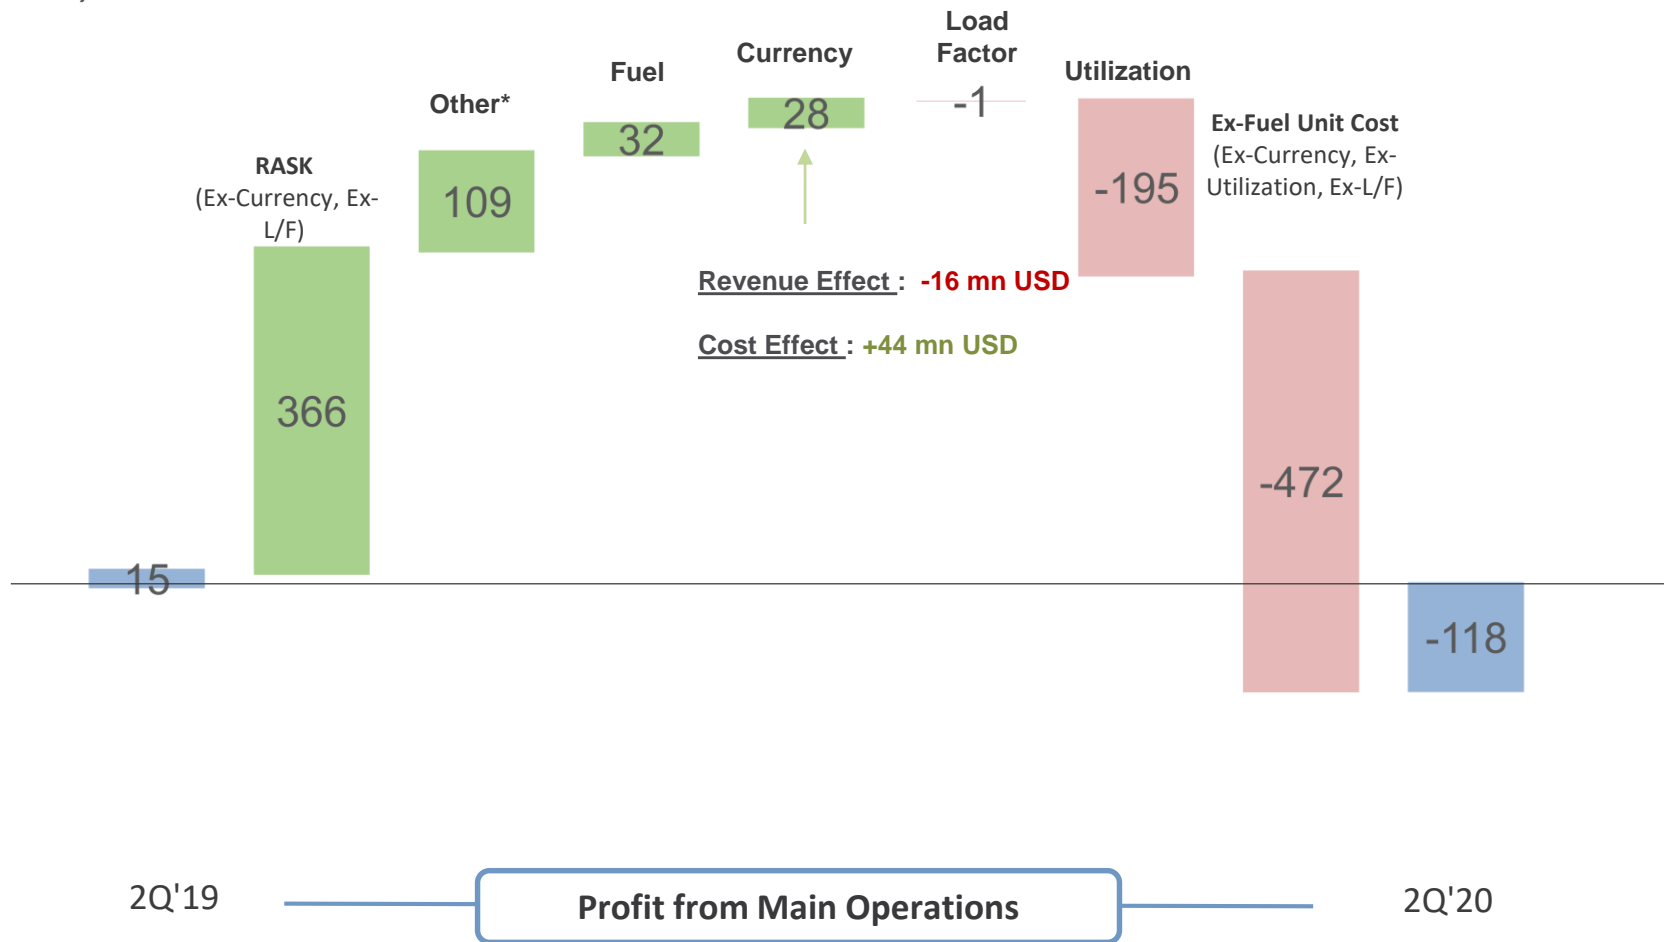 Load
Factor
Currency
Fuel
Utilization
Other*
RASK
(Ex-Currency, Ex-
L/F)
Ex-Fuel Unit Cost
(Ex-Currency, Ex-
Utilization, Ex-L/F)
15
366
109
32
28
-1
-195
-472
-118
Revenue Effect : -16 mn USD
Cost Effect : +44 mn USD
2Q'19
Profit from Main Operations
2Q'20